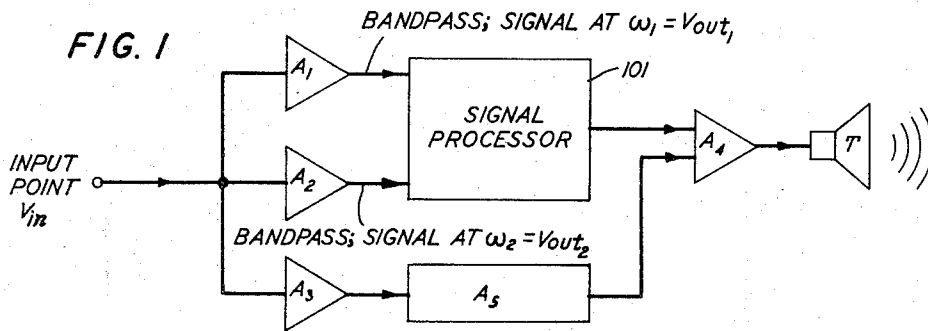 FIG. 1
BANDPASS; SIGNAL AT ω₁ = Vout₁
A₁
101
SIGNAL
PROCESSOR
A₄
T
INPUT
POINT
Vin
A₂
BANDPASS; SIGNAL AT ω₂ = Vout₂
A₃
A₅